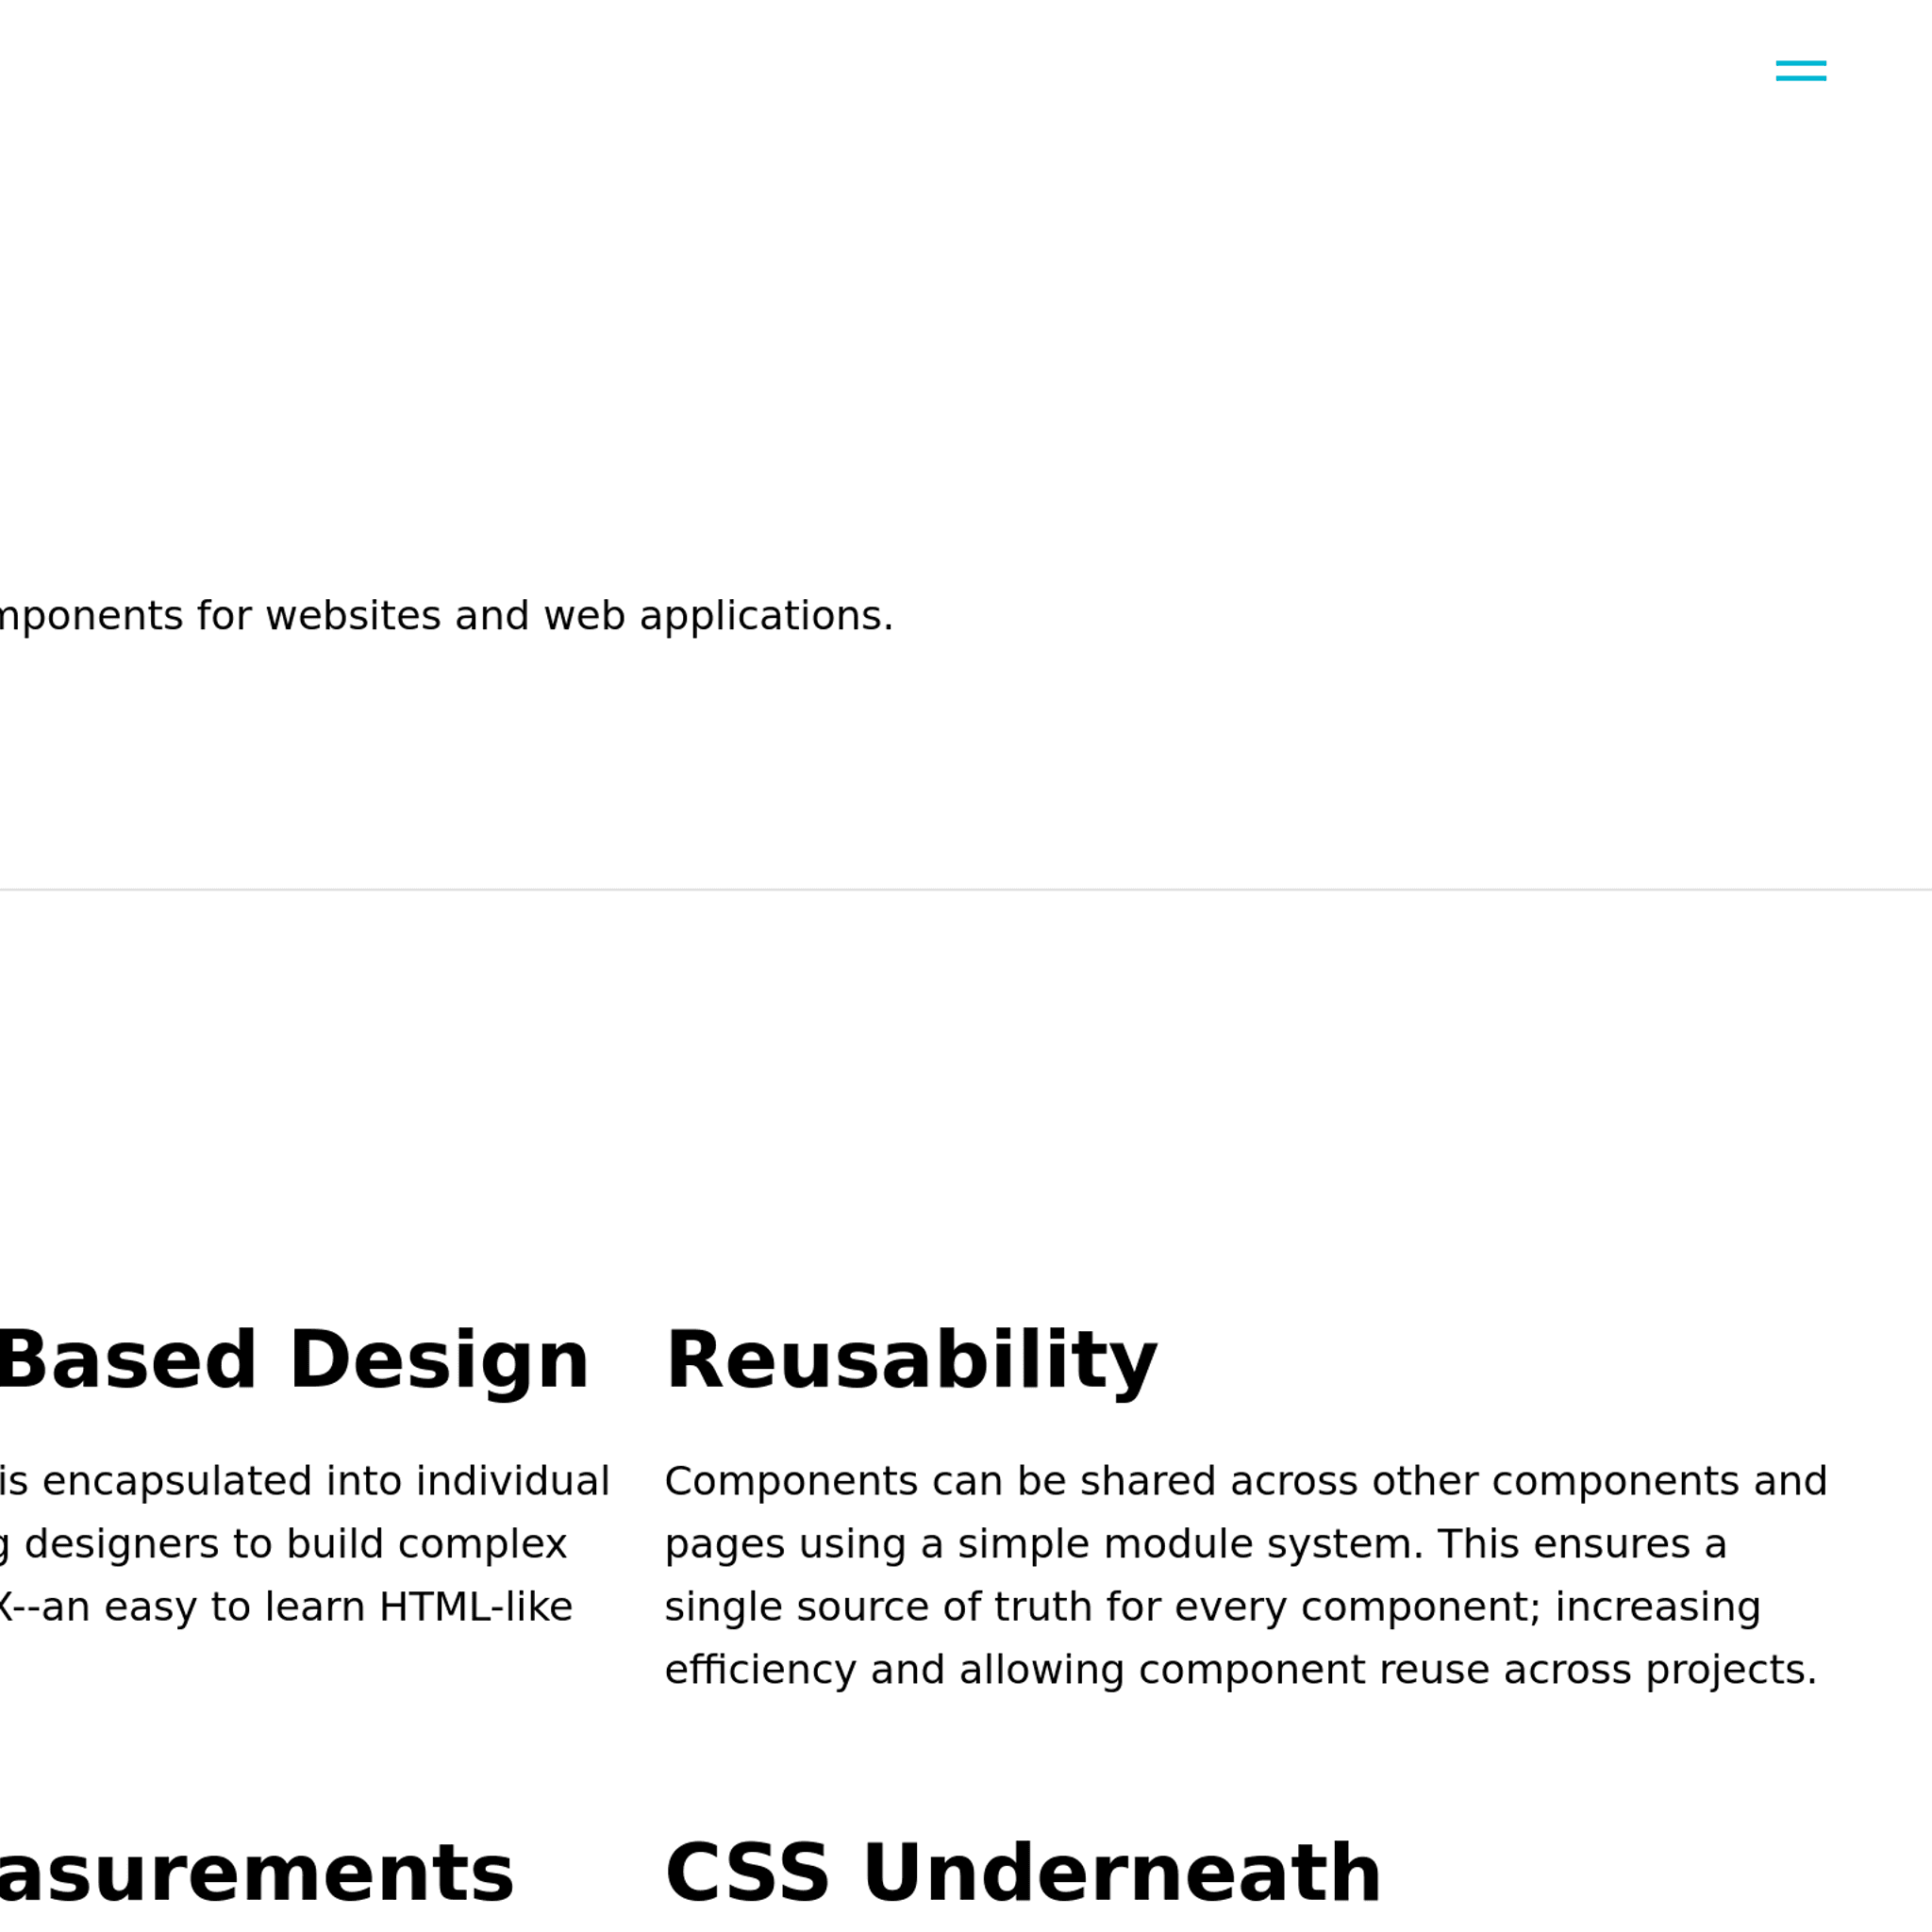 mponents for websites and web applications.
Based Design
is encapsulated into individual
g designers to build complex
X--an easy to learn HTML-like
Reusability
Components can be shared across other components and
pages using a simple module system. This ensures a
single source of truth for every component; increasing
efficiency and allowing component reuse across projects.
asurements
CSS Underneath